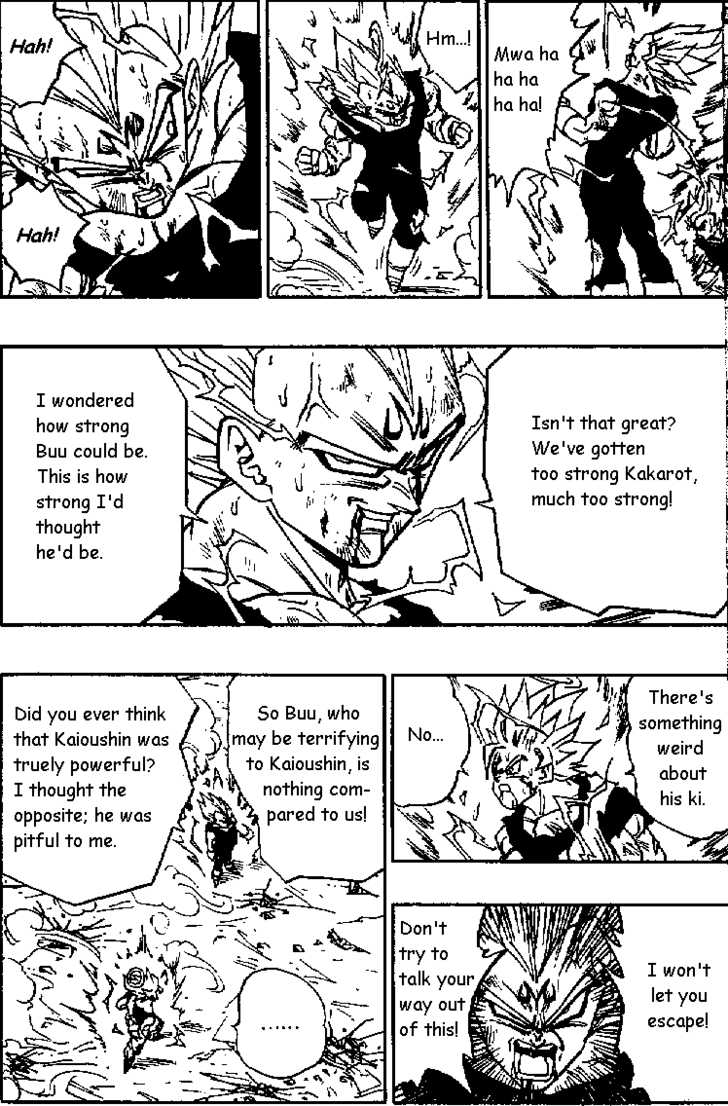 Mwa ha
ha ha
ha ha!
Hm...!
Hah!
Hah!
Isn't that great?
We've gotten
too strong Kakarot,
much too strong!
I wondered
how strong
Buu could be.
This is how
strong I'd
thought
he'd be.
There's
something
weird
about
his ki.
No...
So Buu, who
may be terrifying
to Kaioushin, is
nothing com-
pared to us!
Did you ever think
that Kaioushin was
truely powerful?
I thought the
opposite; he was
pitful to me.
......
I won't
let you
escape!
Don't
try to
talk your
way out
of this!